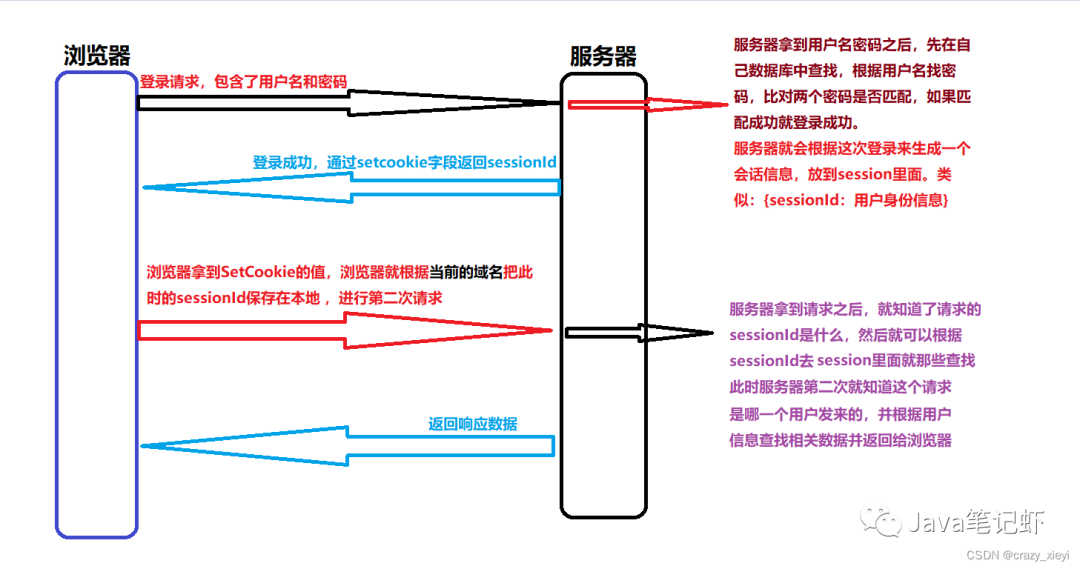 浏览器
服务器
登录请求，包含了用户名和密码
服务器拿到用户名密码之后，先在自
己数据库中查找，根据用户名找密
码，比对两个密码是否匹配，如果匹
配成功就登录成功。
服务器就会根据这次登录来生成一个
会话信息，放到session里面。类
似：{sessionId：用户身份信息}
登录成功，通过setcookie字段返回sessionId
浏览器拿到SetCookie的值，浏览器就根据当前的域名把此
时的sessionId保存在本地 ，进行第二次请求
服务器拿到请求之后，就知道了请求的
sessionId是什么，然后就可以根据
sessionId去 session里面就那些查找
此时服务器第二次就知道这个请求
是哪一个用户发来的，并根据用户
信息查找相关数据并返回给浏览器
返回响应数据
Java笔记虾
CSDN @crazy_xieyi